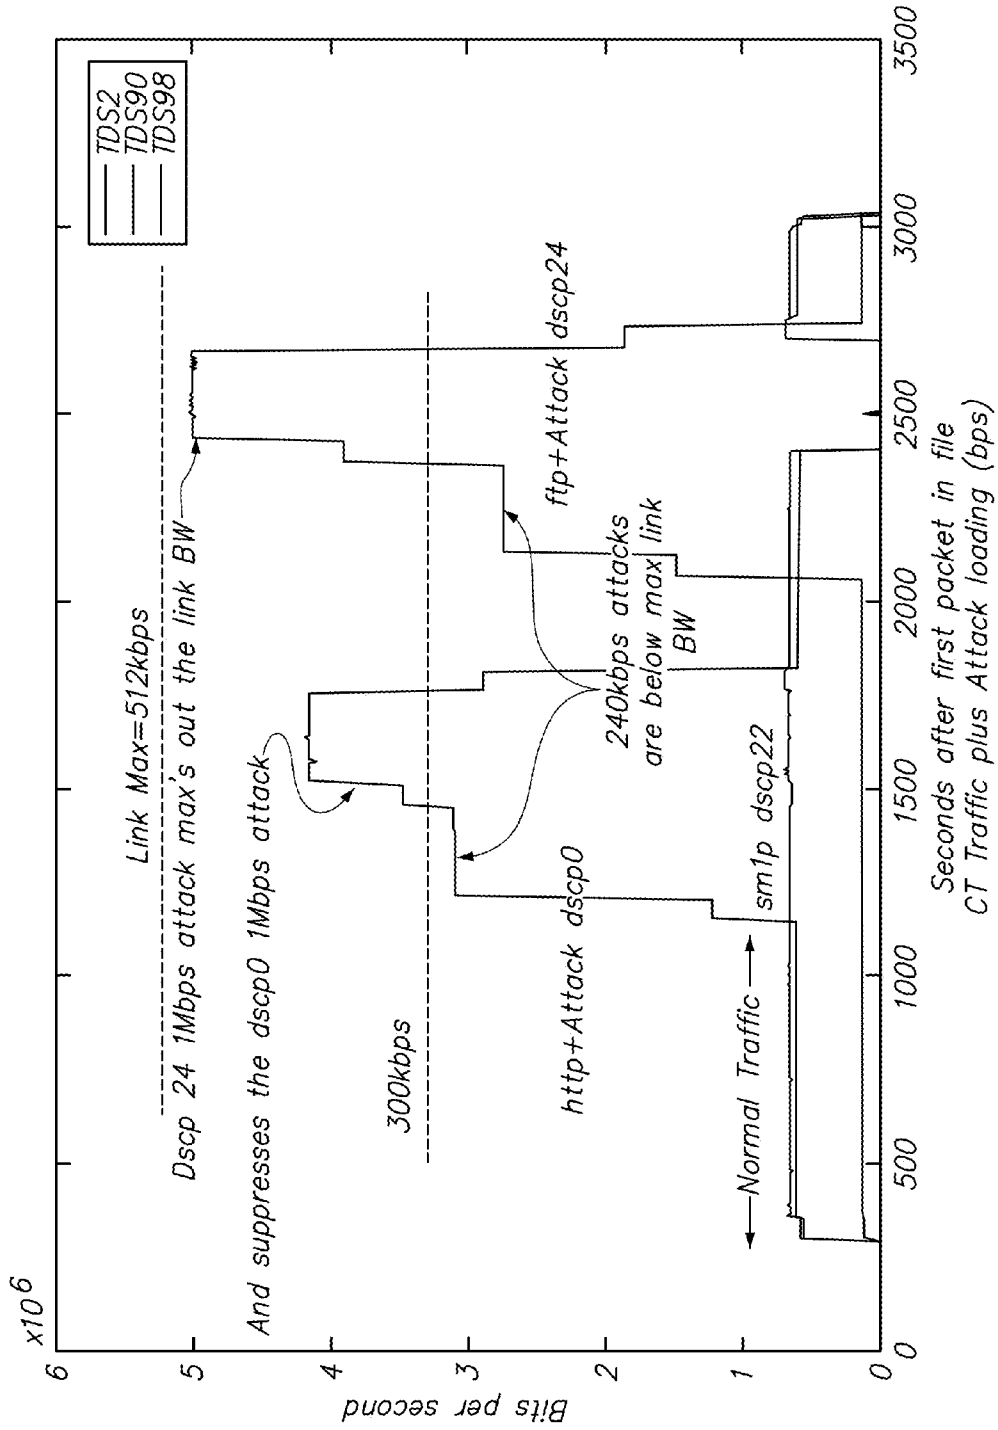 x10⁶
6
5
4
3
2
1
0
Bits per second
Link Max=512kbps
Dscp 24 1Mbps attack max's out the link BW
And suppresses the dscp0 1Mbps attack
300kbps
http+Attack dscp0
ftp+Attack dscp24
240kbps attacks
are below max link
BW
Normal Traffic
sm1p dscp22
TDS2
TDS90
TDS98
0
500
1000
1500
2000
2500
3000
3500
Seconds after first packet in file
CT Traffic plus Attack loading (bps)